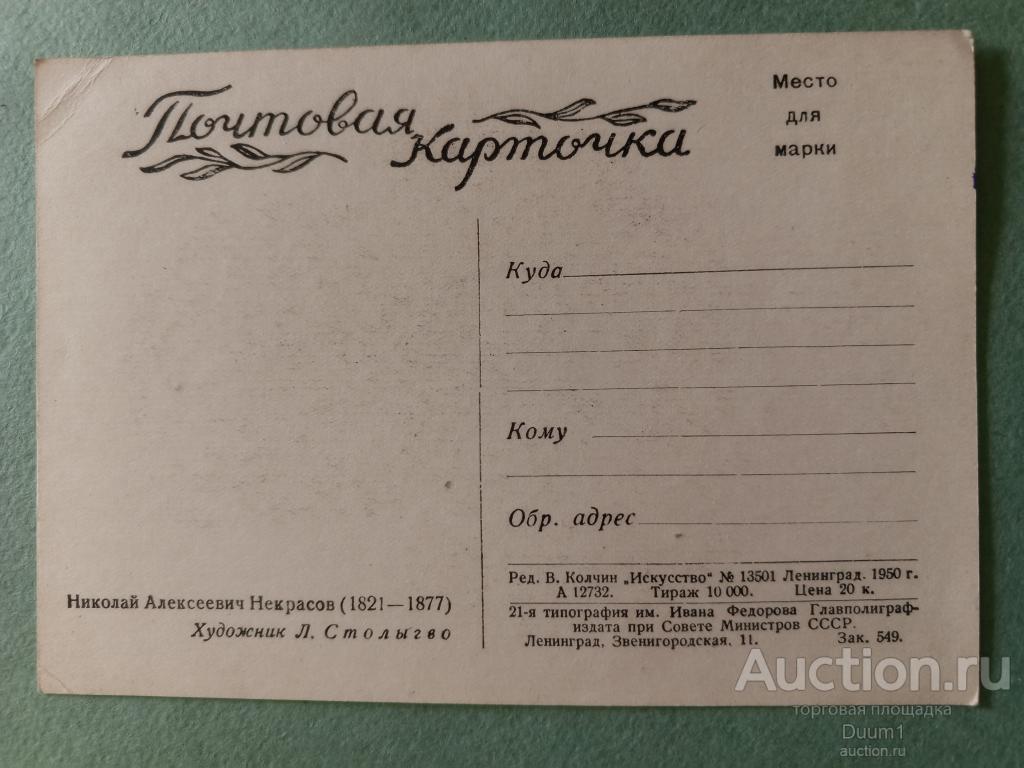 Почтовая
Карточка
Место
для
марки
Куда
Кому
Обр. адрес
Николай Алексеевич Некрасов (1821—1877)
Художник Л. Столыгво
Ред. В. Колчин „Искусство“ № 13501 Ленинград. 1950 г.
А 12732. Тираж 10 000. Цена 20 к.
21-я типография им. Ивана Федорова Главполиграф-
издата при Совете Министров СССР.
Ленинград, Звенигородская, 11. Зак. 549.
Auction.ru
торговая площадка
Duum1
auction.ru